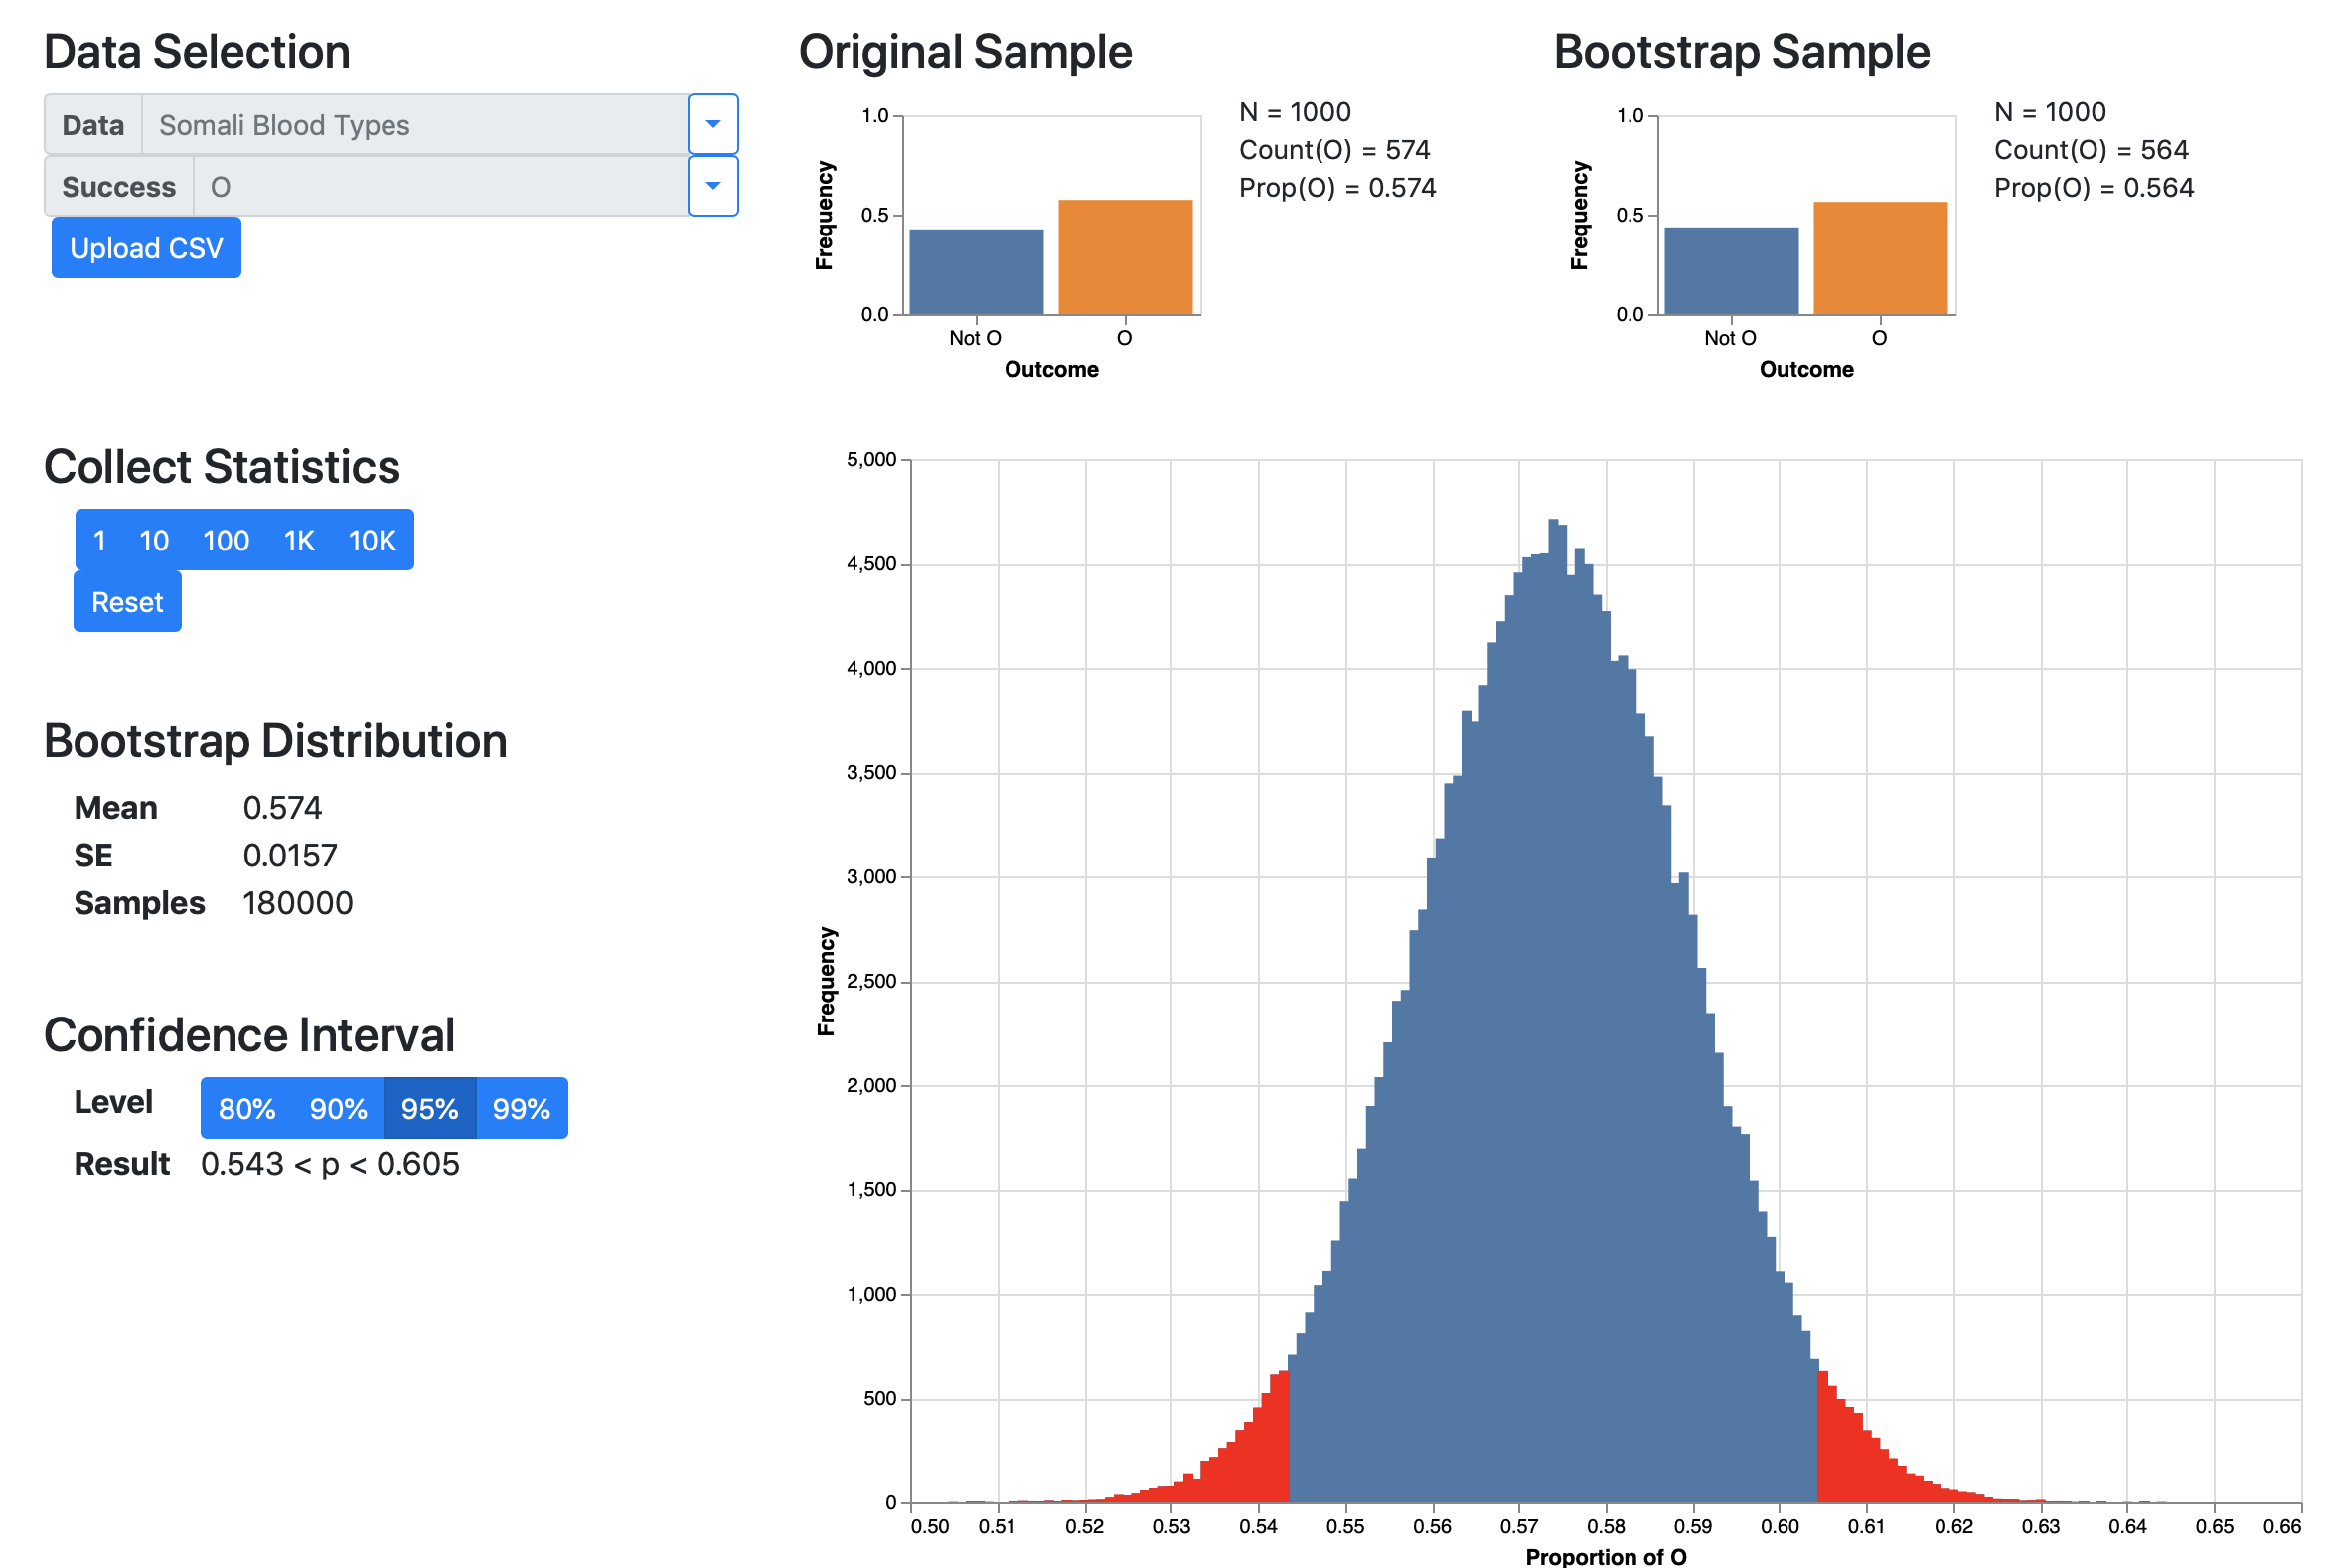 Data Selection
Data Somali Blood Types
Success O
Upload CSV
Original Sample
1.0
0.5
0.0
Frequency
Not O O
Outcome
N = 1000
Count(O) = 574
Prop(O) = 0.574
Bootstrap Sample
1.0
0.5
0.0
Frequency
Not O O
Outcome
N = 1000
Count(O) = 564
Prop(O) = 0.564
Collect Statistics
1 10 100 1K 10K
Reset
Bootstrap Distribution
Mean 0.574
SE 0.0157
Samples 180000
Confidence Interval
Level 80% 90% 95% 99%
Result 0.543 < p < 0.605
5,000
4,500
4,000
3,500
3,000
2,500
2,000
1,500
1,000
500
0
Frequency
0.50 0.51 0.52 0.53 0.54 0.55 0.56 0.57 0.58 0.59 0.60 0.61 0.62 0.63 0.64 0.65 0.66
Proportion of O